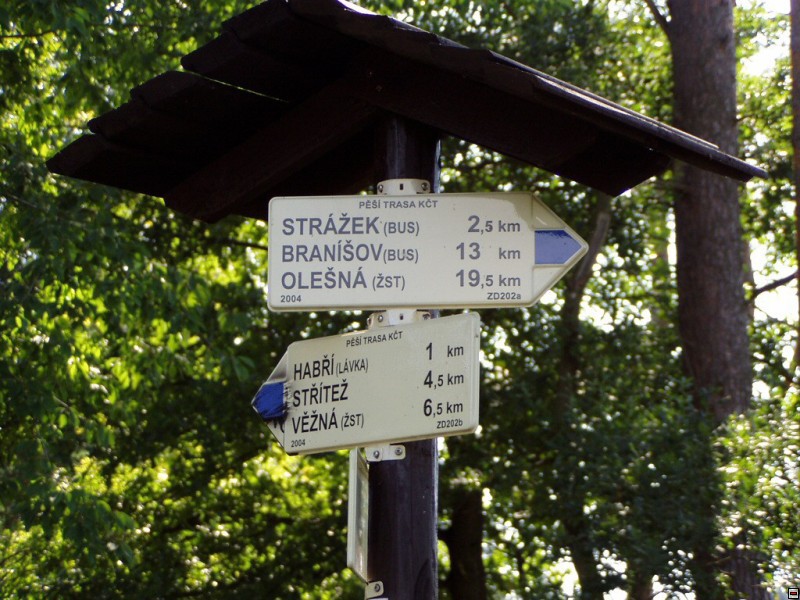 PĚŠÍ TRASA KČT
STRÁŽEK (BUS) 2,5 km
BRANÍŠOV (BUS) 13 km
OLEŠNÁ (ŽST) 19,5 km
2004 ZD202a
PĚŠÍ TRASA KČT
HABŘÍ (LÁVKA) 1 km
STŘÍTEŽ 4,5 km
VĚŽNÁ (ŽST) 6,5 km
2004 ZD202b